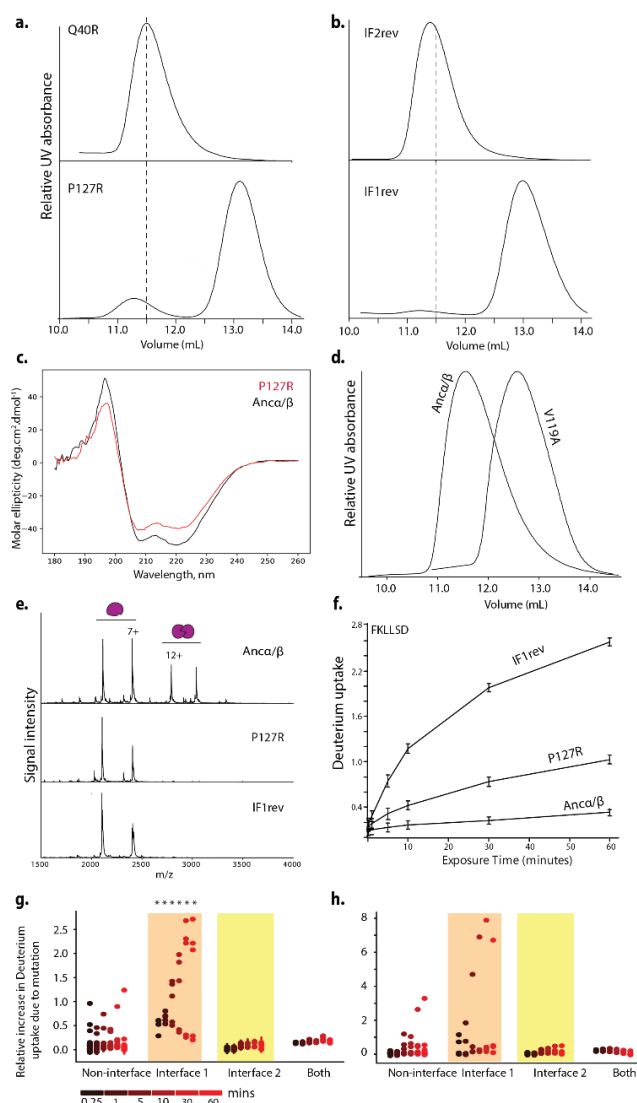 a.
Q40R
P127R
Relative UV absorbance
10.0 11.0 12.0 13.0 14.0
Volume (mL)
b.
IF2rev
IF1rev
10.0 11.0 12.0 13.0 14.0
Volume (mL)
c.
P127R
Ancα/β
Molar ellipticity (deg.cm².dmol⁻¹)
40
20
0
−20
−40
180 190 200 210 220 230 240 250 260
Wavelength, nm
d.
Ancα/β
V119A
Relative UV absorbance
10.0 11.0 12.0 13.0 14.0
Volume (mL)
e.
7+
12+
Ancα/β
P127R
IF1rev
Signal intensity
1500 2000 2500 3000 3500 4000
m/z
f.
FKLLSD
2.8
2.2
1.6
1.0
0.4
IF1rev
P127R
Ancα/β
Deuterium uptake
10 20 30 40 50 60
Exposure Time (minutes)
g.
* * * * * *
2.5
2.0
1.5
1.0
0.5
0.0
Relative increase in Deuterium
uptake due to mutation
Non-interface Interface 1 Interface 2 Both
mins
0.25 1 5 10 30 60
h.
8
6
4
2
0
Non-interface Interface 1 Interface 2 Both